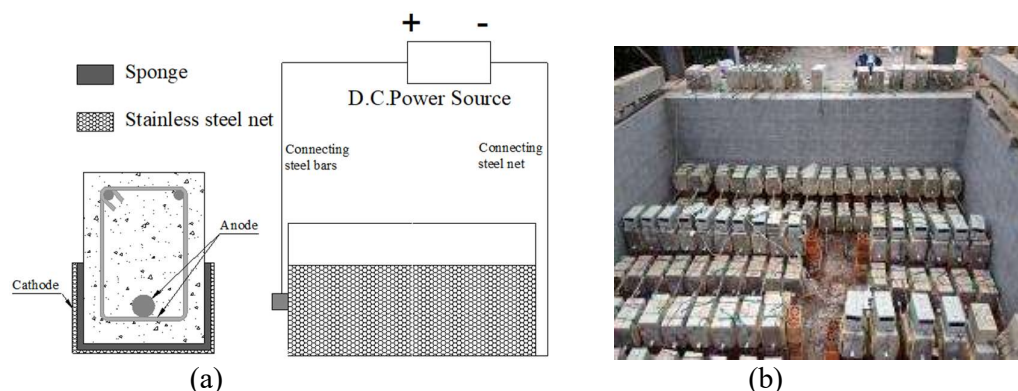 + -
Sponge
D.C.Power Source
Stainless steel net
Connecting
steel bars
Connecting
steel net
Anode
Cathode
(a)
(b)